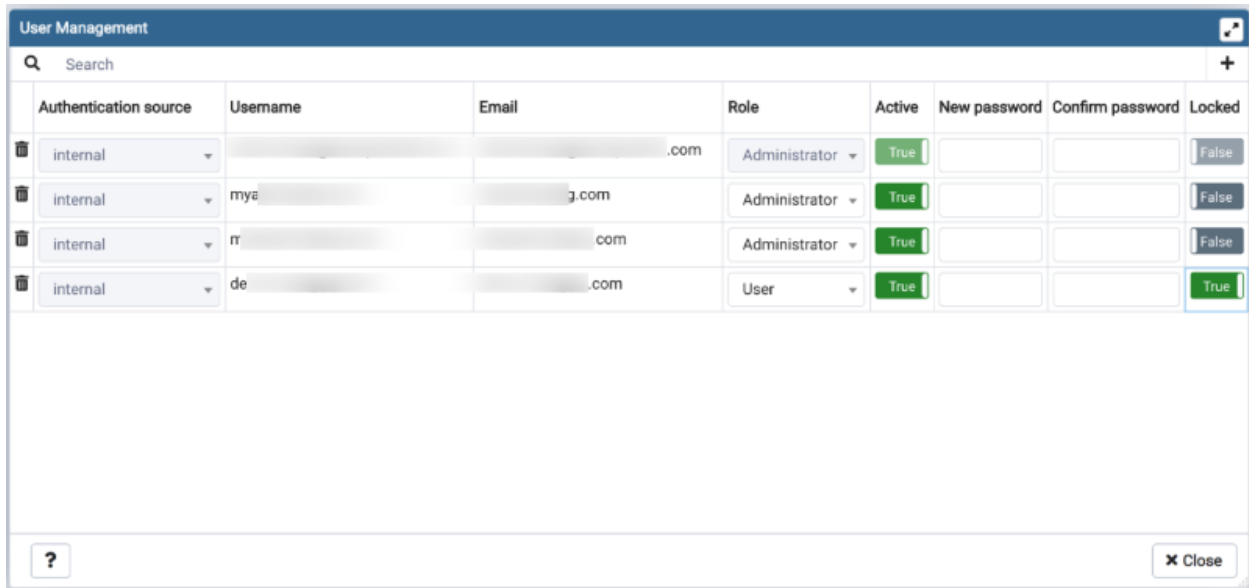 User Management
Search
Authentication source Username Email Role Active New password Confirm password Locked
internal .com Administrator True False
internal mya g.com Administrator True False
internal .com Administrator True False
internal de .com User True True
? Close